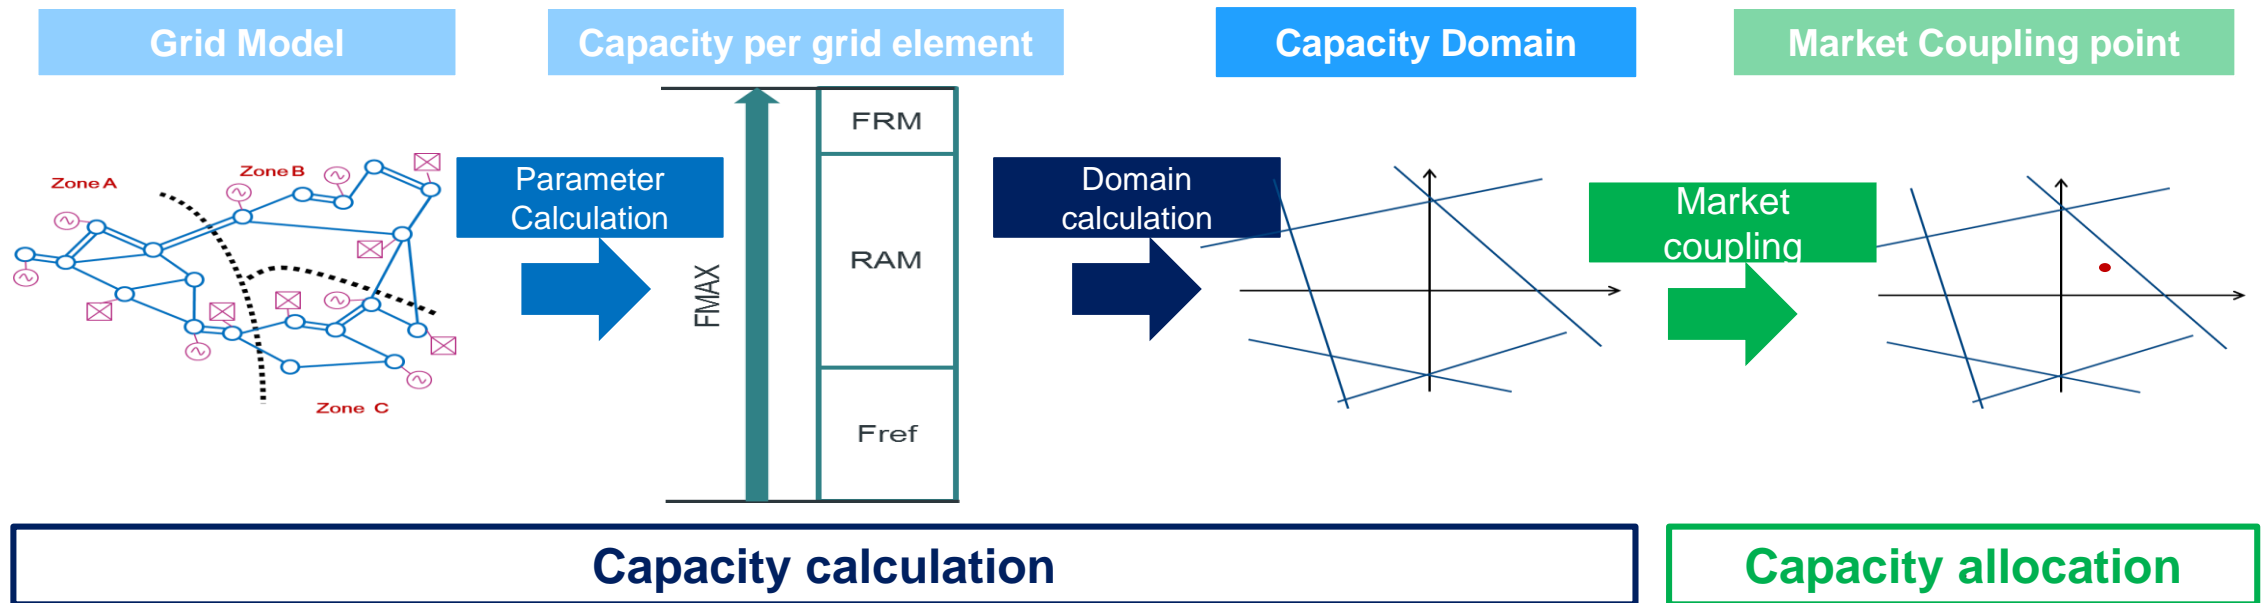 Grid Model
Capacity per grid element
Capacity Domain
Market Coupling point
Zone A
Zone B
Zone C
Parameter
Calculation
FMAX
FRM
RAM
Fref
Domain
calculation
Market
coupling
Capacity calculation
Capacity allocation